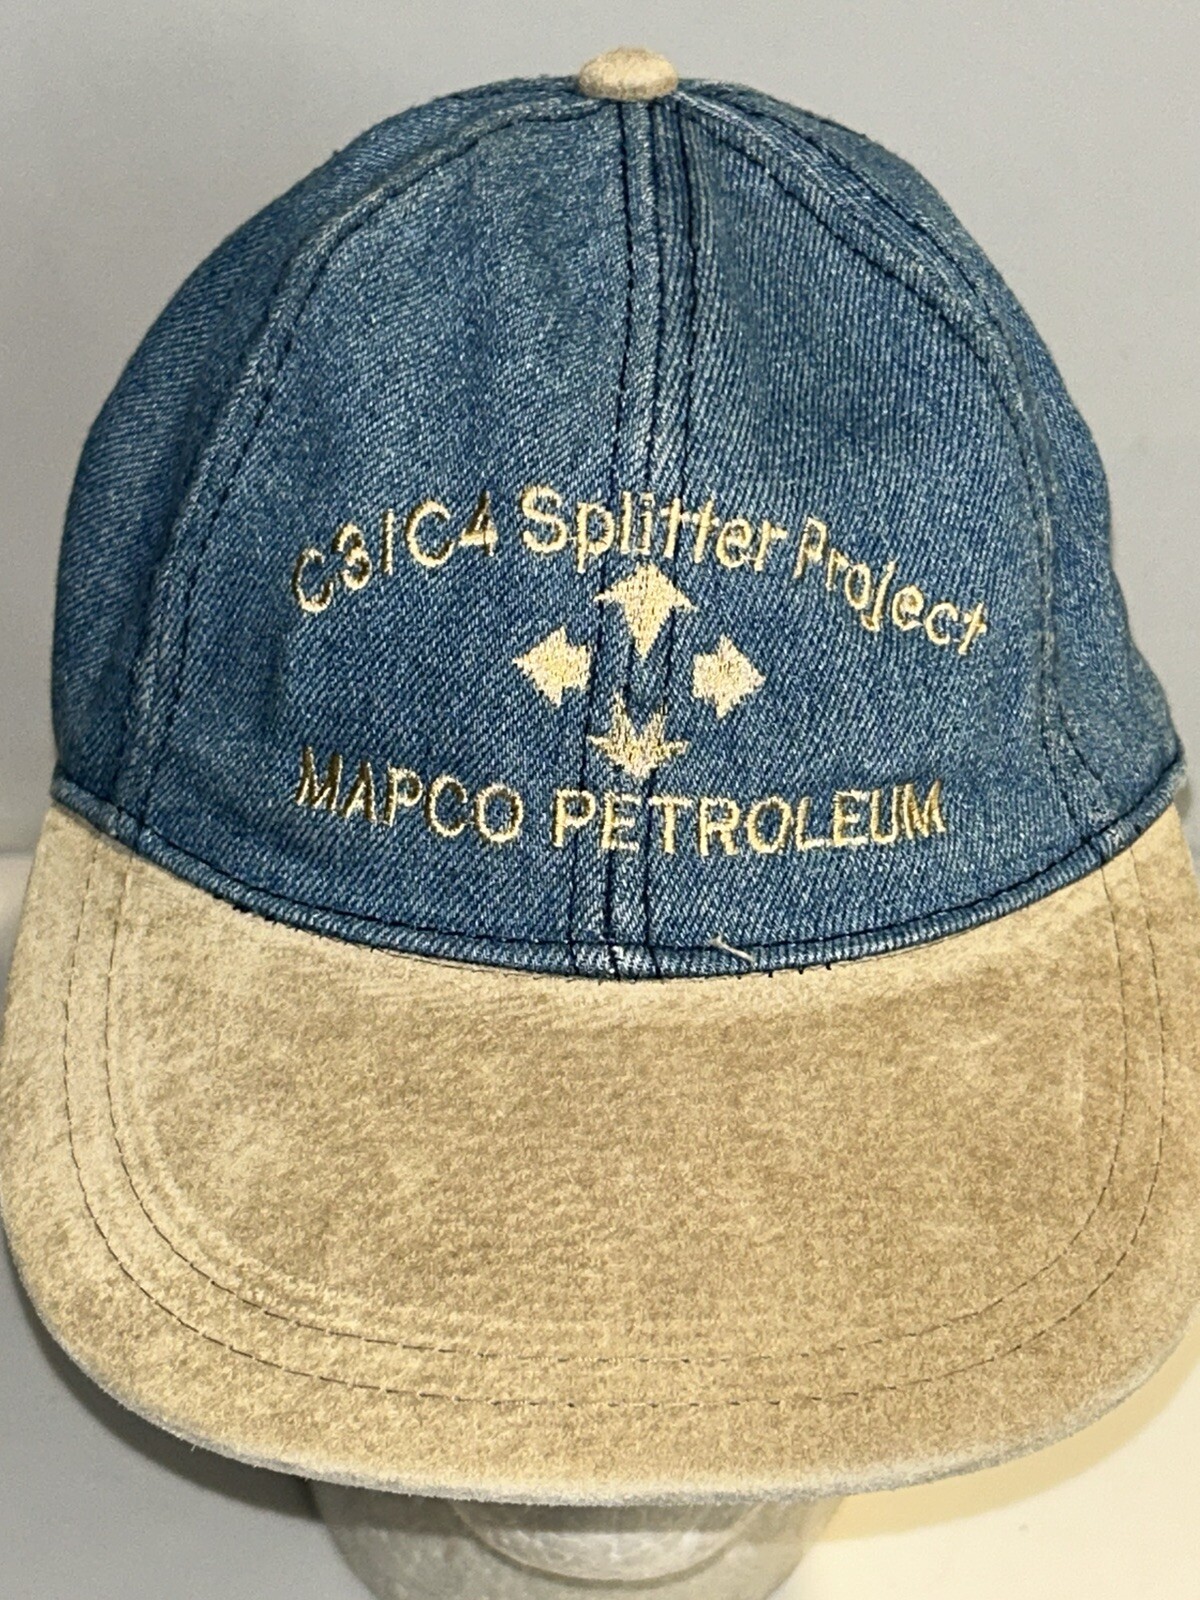 C3/C4 Splitter Project
MAPCO PETROLEUM